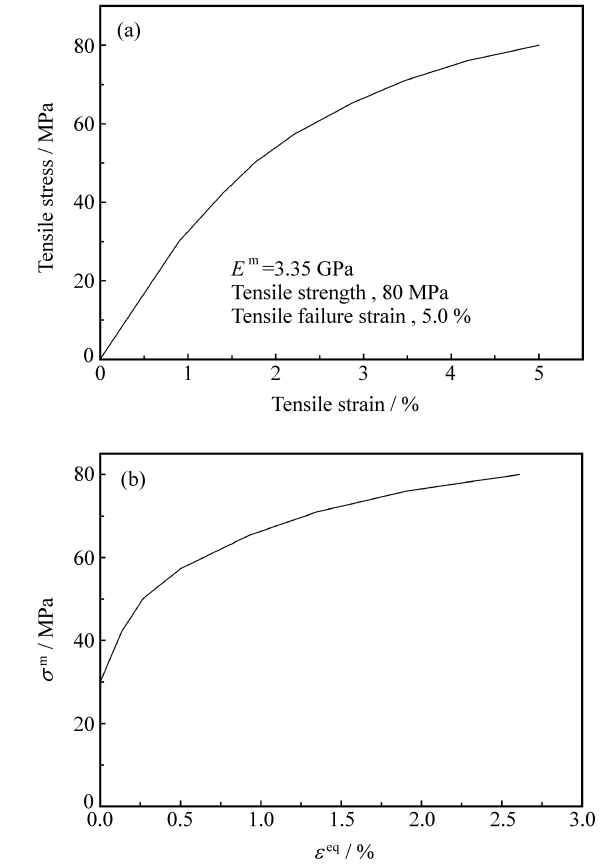 (a)
80
60
40
20
0
Tensile stress / MPa
E^m=3.35 GPa
Tensile strength , 80 MPa
Tensile failure strain , 5.0 %
0 1 2 3 4 5
Tensile strain / %
(b)
80
60
40
20
0
σ^m / MPa
0.0 0.5 1.0 1.5 2.0 2.5 3.0
ε^eq / %